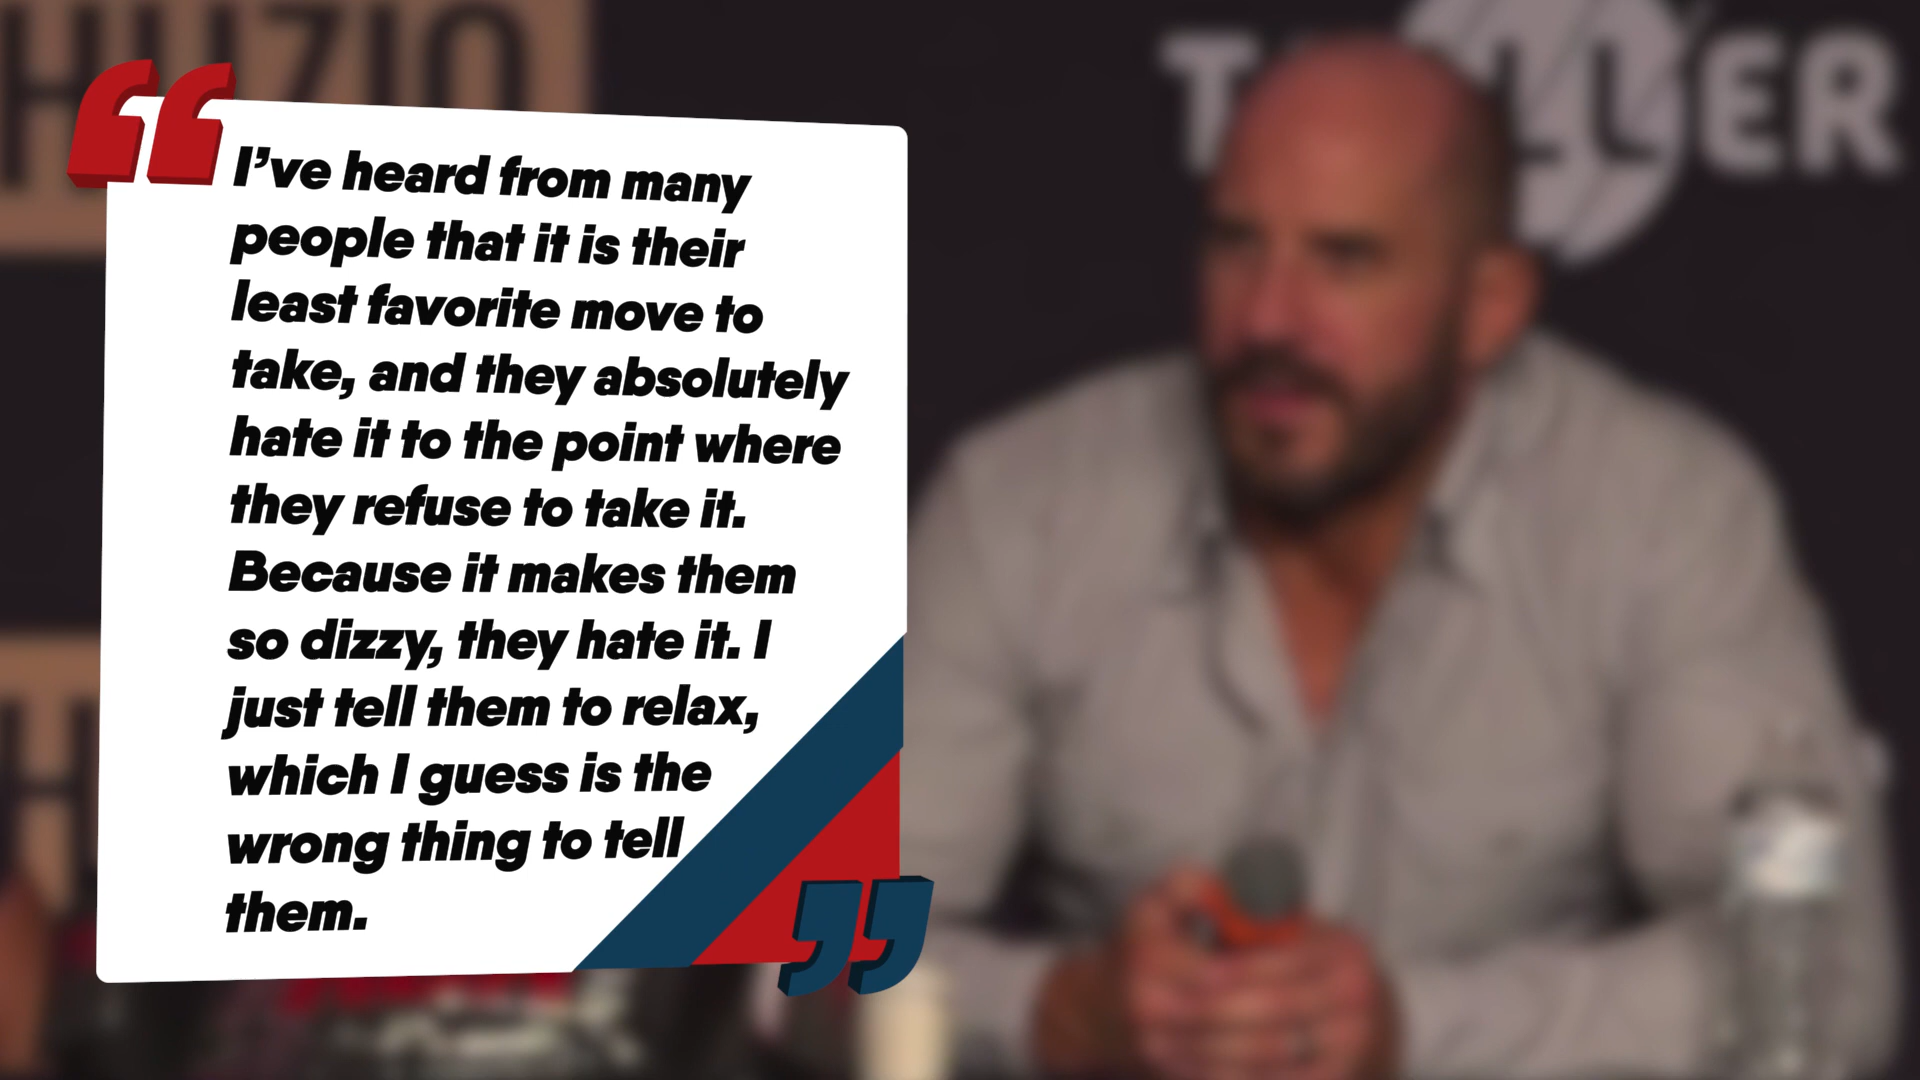 HUZIO
T LLER
I’ve heard from many
people that it is their
least favorite move to
take, and they absolutely
hate it to the point where
they refuse to take it.
Because it makes them
so dizzy, they hate it. I
just tell them to relax,
which I guess is the
wrong thing to tell
them.